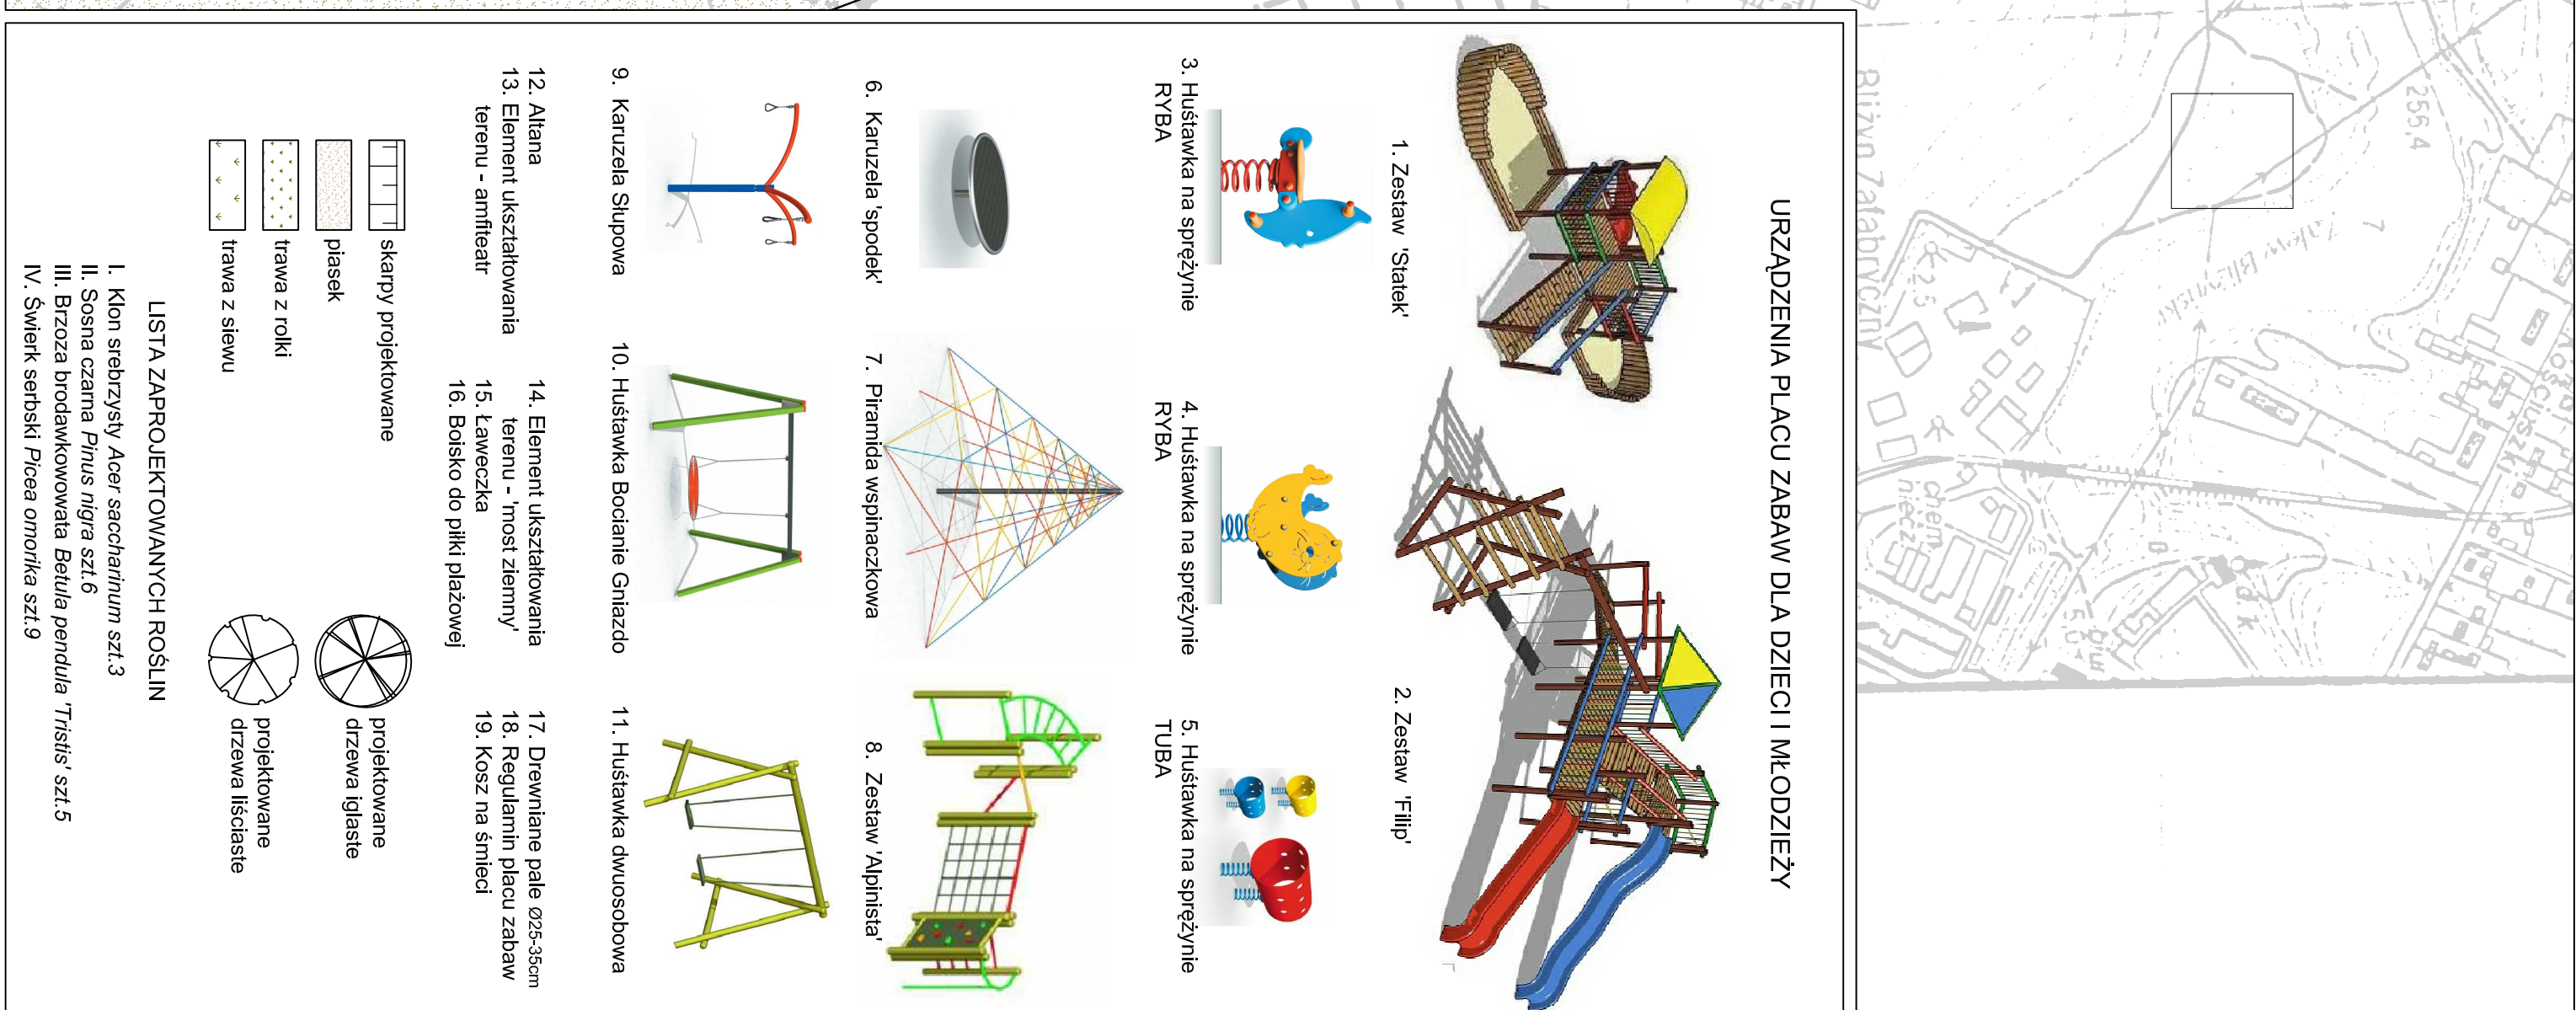 URZĄDZENIA PLACU ZABAW DLA DZIECI I MŁODZIEŻY
1. Zestaw 'Statek'
2. Zestaw 'Filip'
3. Huśtawka na sprężynie
RYBA
4. Huśtawka na sprężynie
RYBA
5. Huśtawka na sprężynie
TUBA
6. Karuzela 'spodek'
7. Piramida wspinaczkowa
8. Zestaw 'Alpinista'
9. Karuzela Słupowa
10. Huśtawka Bocianie Gniazdo
11. Huśtawka dwuosobowa
12. Altana
13. Element ukształtowania
terenu - amfiteatr
14. Element ukształtowania
terenu - 'most ziemny'
15. Ławeczka
16. Boisko do piłki plażowej
17. Drewniane pale Ø25-35cm
18. Regulamin placu zabaw
19. Kosz na śmieci
skarpy projektowane
piasek
trawa z rolki
trawa z siewu
projektowane
drzewa iglaste
projektowane
drzewa liściaste
LISTA ZAPROJEKTOWANYCH ROŚLIN
I. Klon srebrzysty Acer saccharinum szt.3
II. Sosna czarna Pinus nigra szt.6
III. Brzoza brodawkowowata Betula pendula 'Tristis' szt.5
IV. Świerk serbski Picea omorika szt.9
255,4
KOŚCIUSZKI
Chem.
nieczn.